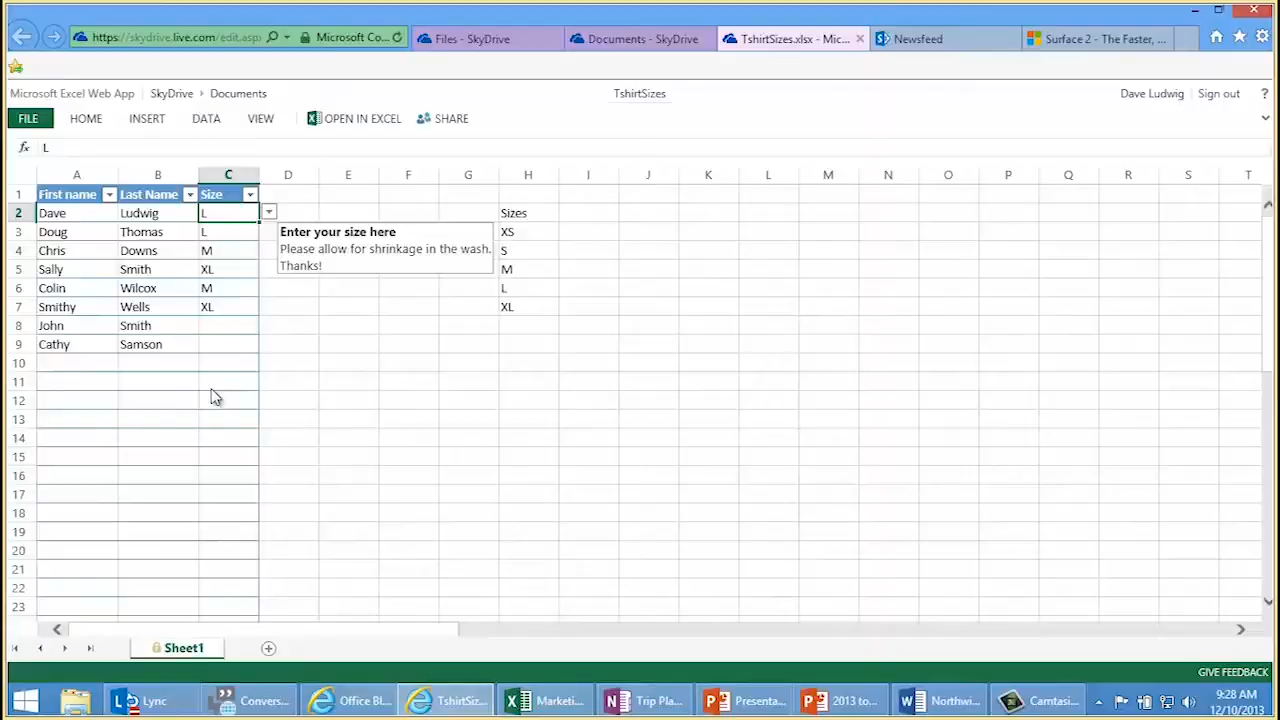 https://skydrive.live.com/edit.asp
Microsoft Co...
Files - SkyDrive
Documents - SkyDrive
TshirtSizes.xlsx - Mic...
Newsfeed
Surface 2 - The Faster, ...
Microsoft Excel Web App
SkyDrive
Documents
TshirtSizes
Dave Ludwig
Sign out
?
FILE
HOME
INSERT
DATA
VIEW
OPEN IN EXCEL
SHARE
fx L
A B C D E F G H I J K L M N O P Q R S T
1 First name Last Name Size
2 Dave Ludwig L Sizes
3 Doug Thomas L Enter your size here XS
4 Chris Downs M Please allow for shrinkage in the wash. S
5 Sally Smith XL Thanks! M
6 Colin Wilcox M L
7 Smithy Wells XL XL
8 John Smith
9 Cathy Samson
10
11
12
13
14
15
16
17
18
19
20
21
22
23
Sheet1
GIVE FEEDBACK
Lync
Convers...
Office Bl...
TshirtSiz...
Marketi...
Trip Pla...
Presenta...
2013 to...
Northwi...
Camtasi...
9:28 AM
12/10/2013